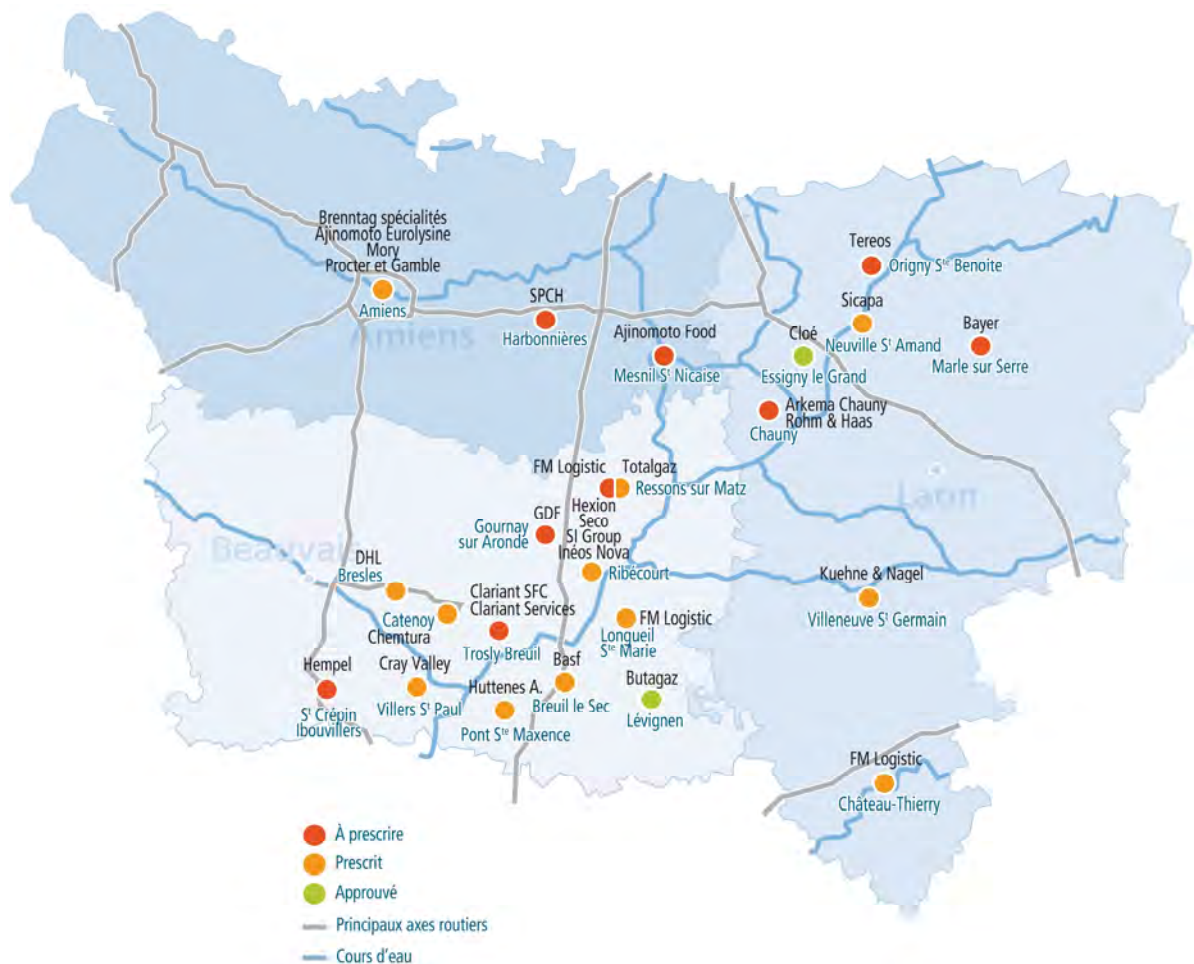 Brenntag spécialités
Ajinomoto Eurolysine
Mory
Procter et Gamble
Amiens
Amiens
SPCH
Harbonnières
Ajinomoto Food
Mesnil St Nicaise
Tereos
Origny Ste Benoite
Sicapa
Neuville St Amand
Cloé
Essigny le Grand
Bayer
Marle sur Serre
Arkema Chauny
Rohm & Haas
Chauny
FM Logistic
Totalgaz
Ressons sur Matz
Laon
GDF
Gournay
sur Aronde
Hexion
Seco
SI Group
Inéos Nova
Ribécourt
Beauvais
DHL
Bresles
Catenoy
Chemtura
Clariant SFC
Clariant Services
Trosly Breuil
FM Logistic
Longueil
Ste Marie
Kuehne & Nagel
Villeneuve St Germain
Hempel
St Crépin
Ibouvillers
Cray Valley
Villers St Paul
Huttenes A.
Pont Ste Maxence
Basf
Breuil le Sec
Butagaz
Lévignen
FM Logistic
Château-Thierry
À prescrire
Prescrit
Approuvé
Principaux axes routiers
Cours d'eau